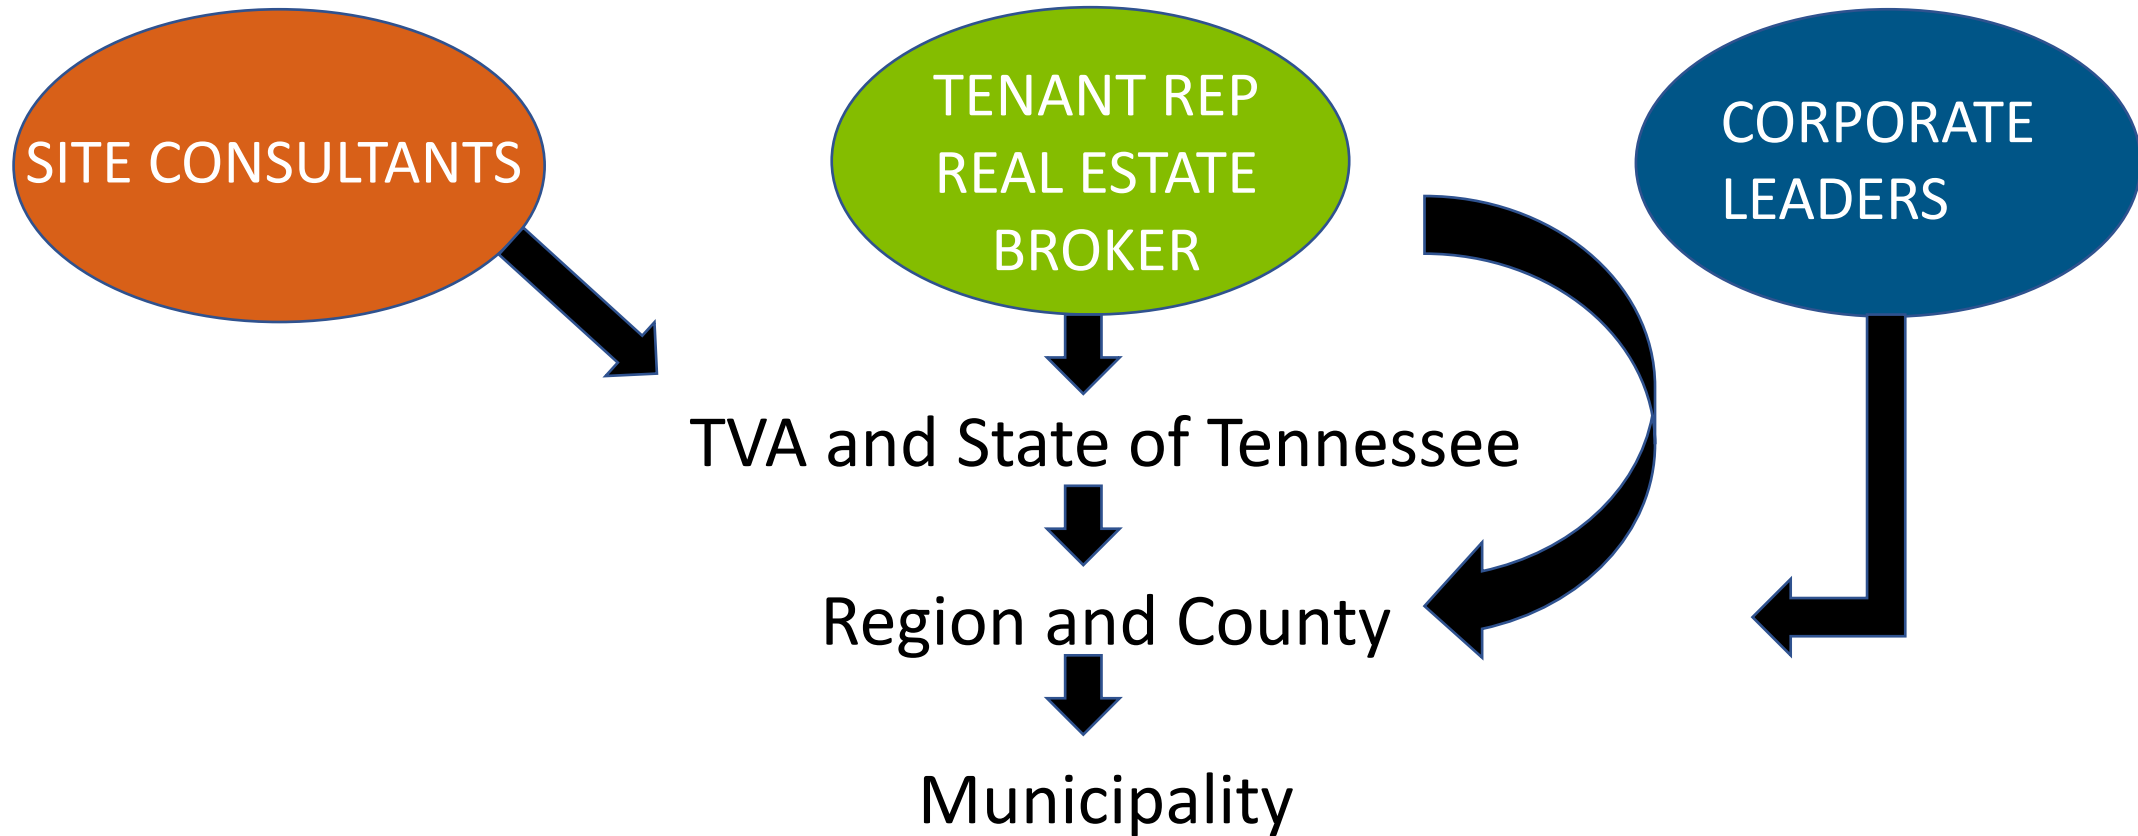 SITE CONSULTANTS
TENANT REP
REAL ESTATE
BROKER
CORPORATE
LEADERS
TVA and State of Tennessee
Region and County
Municipality